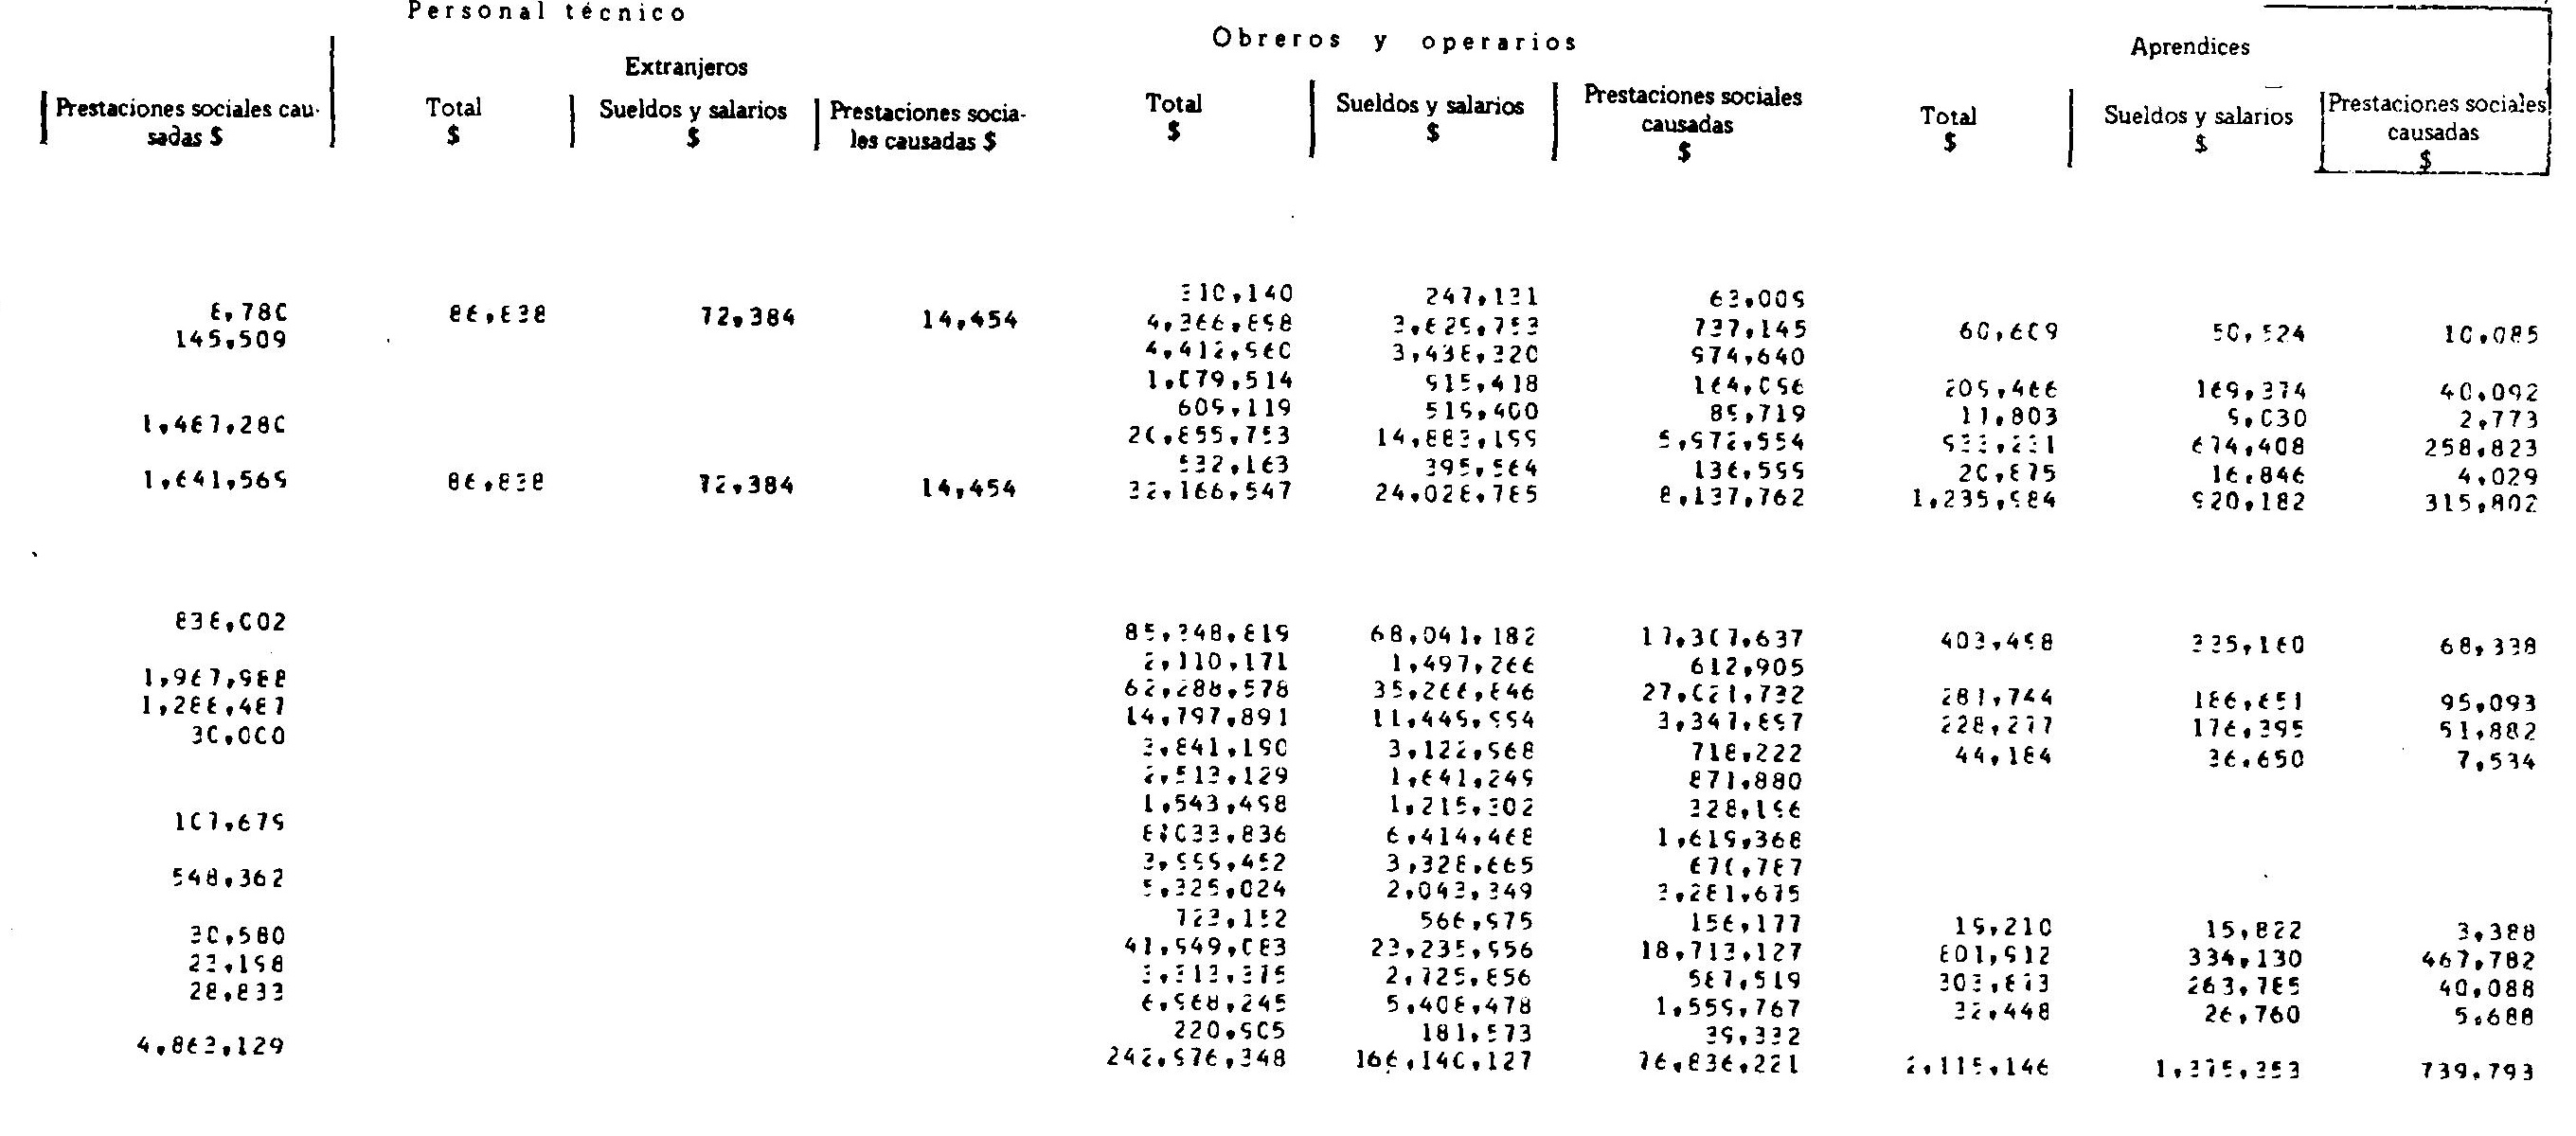 Personal técnico
Obreros y operarios
Aprendices
Extranjeros
Prestaciones sociales cau- sadas $ Total $ Sueldos y salarios $ Prestaciones socia- les causadas $ Total $ Sueldos y salarios $ Prestaciones sociales causadas $ Total $ Sueldos y salarios $ Prestaciones sociales causadas $
310,140 247,131 63,009
8,780 86,838 72,384 14,454 4,366,898 3,629,753 737,145 60,609 50,524 10,085
145,509 4,412,960 3,438,320 974,640
1,079,514 915,418 164,096 209,466 169,374 40,092
609,119 519,400 89,719 11,803 9,030 2,773
1,487,280 20,855,753 14,883,199 5,972,554 933,231 674,408 258,823
532,163 395,564 136,599 20,875 16,846 4,029
1,641,569 86,838 72,384 14,454 32,166,547 24,028,785 8,137,762 1,235,984 920,182 315,802
838,002 85,348,819 68,041,182 17,307,637 403,498 335,160 68,338
2,110,171 1,497,266 612,905
1,967,988 62,288,578 35,266,846 27,021,732 281,744 186,651 95,093
1,288,487 14,797,891 11,449,994 3,347,897 228,277 176,395 51,882
30,000 3,841,190 3,122,968 718,222 44,184 36,650 7,534
2,513,129 1,641,249 871,880
1,543,498 1,215,302 328,196
107,679 8,033,836 6,414,468 1,619,368
3,999,452 3,328,665 670,787
548,362 5,325,024 2,043,349 3,281,675
723,152 566,975 156,177 19,210 15,822 3,388
30,580 41,949,083 23,235,956 18,713,127 801,912 334,130 467,782
23,198 3,313,375 2,725,856 587,519 303,873 263,785 40,088
28,833 6,968,245 5,408,478 1,559,767 32,448 26,760 5,688
220,905 181,573 39,332
4,863,129 242,976,348 166,140,127 76,836,221 2,115,146 1,375,353 739,793